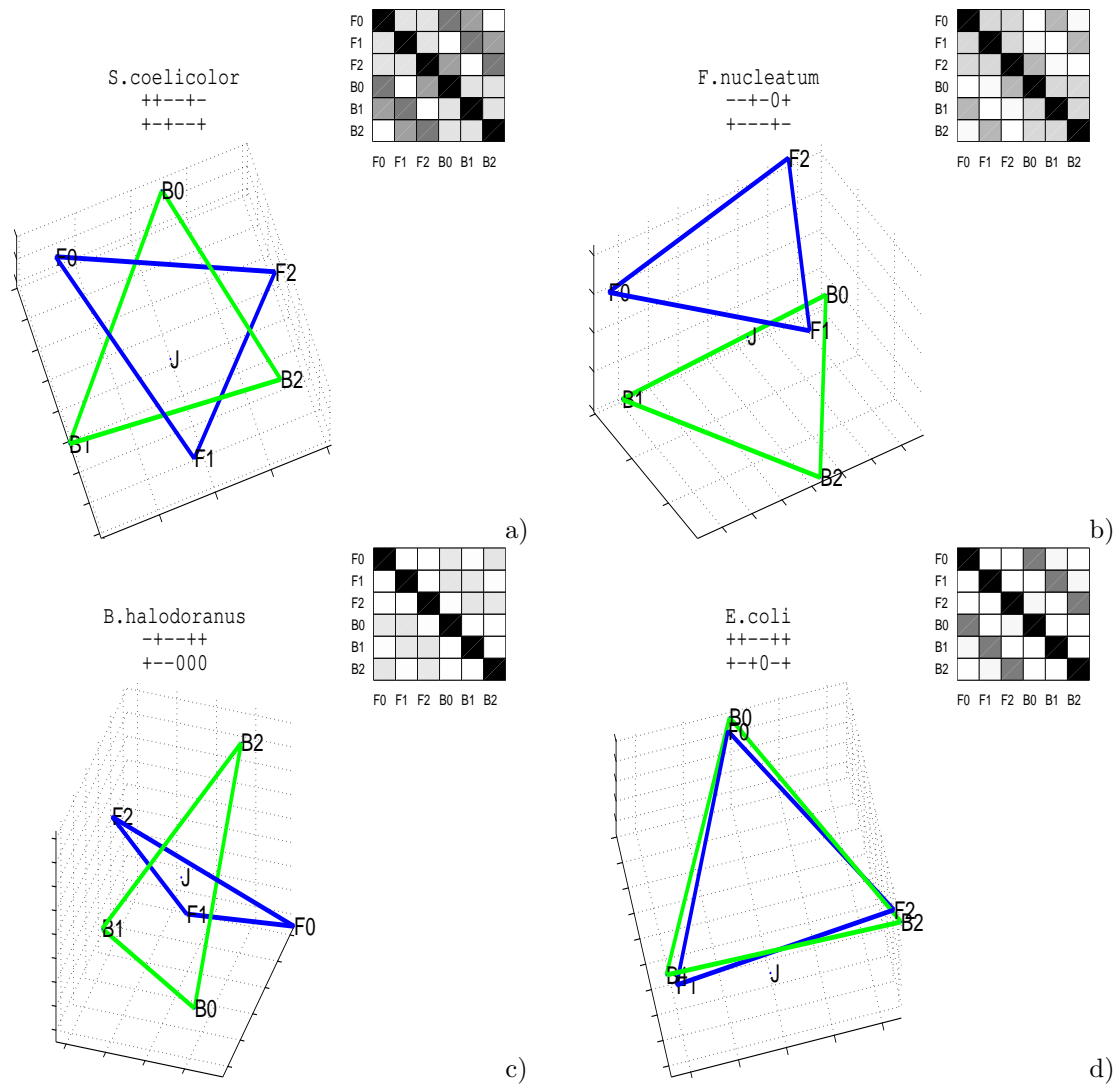 S.coelicolor
++--+-
+-+--+
F0
F1
F2
B0
B1
B2
F0 F1 F2 B0 B1 B2
B0
F0
F2
J
B2
B1
F1
a)
F.nucleatum
--+-0+
+---+-
F0
F1
F2
B0
B1
B2
F0 F1 F2 B0 B1 B2
F2
F0
B0
F1
J
B1
B2
b)
B.halodoranus
-+--++
+--000
F0
F1
F2
B0
B1
B2
F0 F1 F2 B0 B1 B2
B2
F2
J
F1
B1
F0
B0
c)
E.coli
++--++
+-+0-+
F0
F1
F2
B0
B1
B2
F0 F1 F2 B0 B1 B2
B0
F0
F2
B2
B1
F1
J
d)